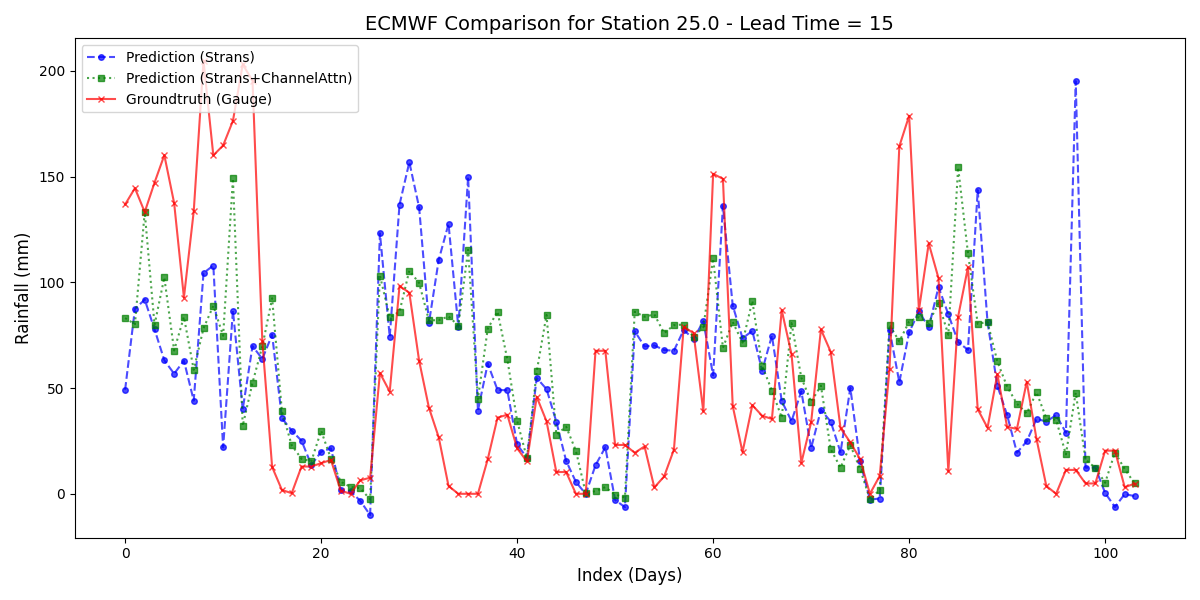 ECMWF Comparison for Station 25.0 - Lead Time = 15
Prediction (Strans)
Prediction (Strans+ChannelAttn)
Groundtruth (Gauge)
Rainfall (mm)
200
150
100
50
0
0 20 40 60 80 100
Index (Days)